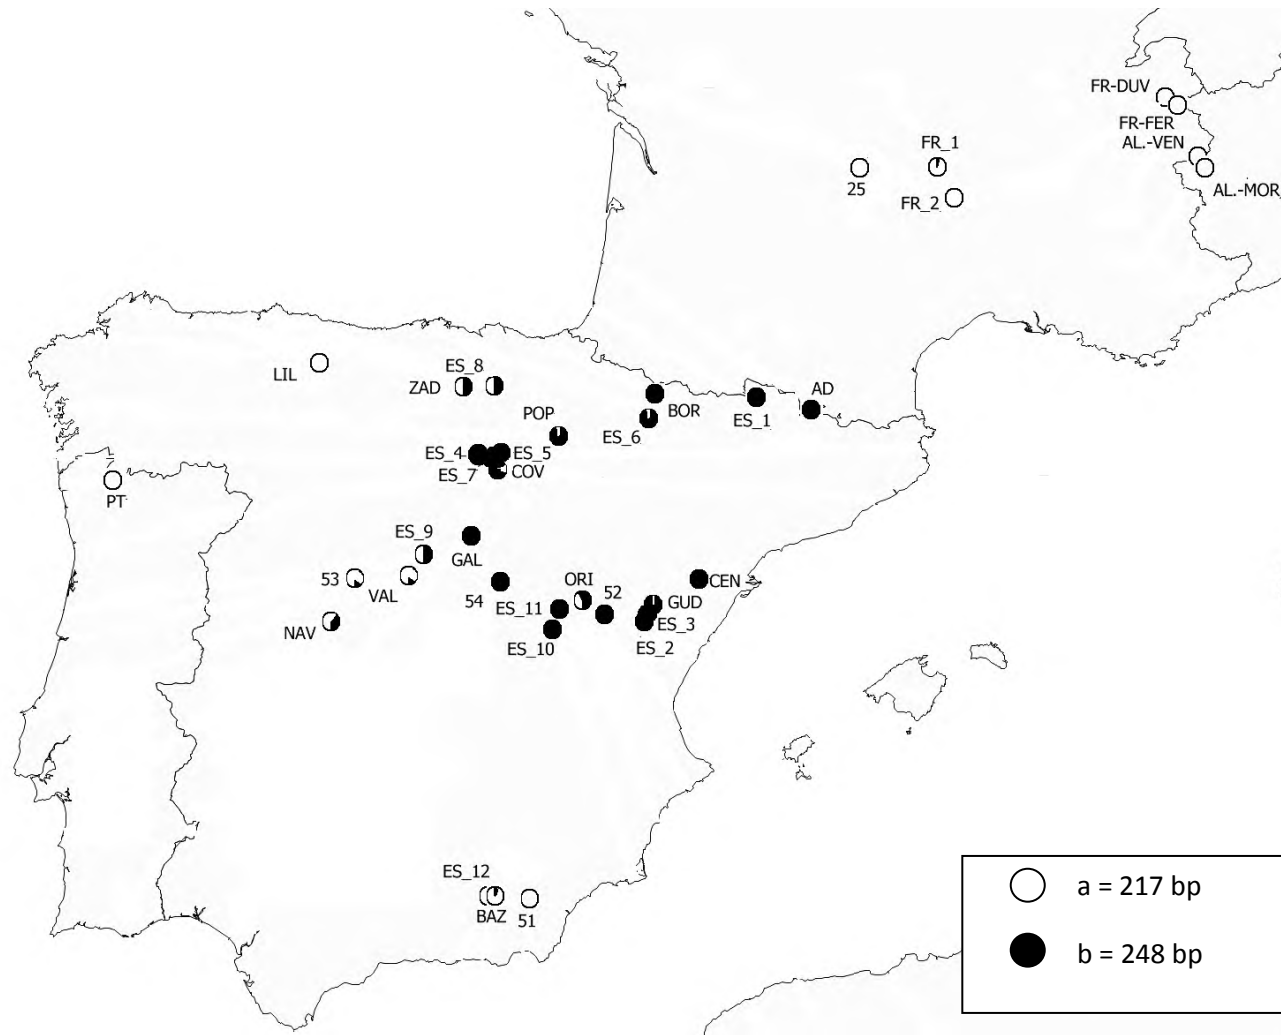 FR-DUV
FR-FER
FR_1
AL.-VEN
25
AL.-MOR
FR_2
LIL
ES_8
ZAD
AD
BOR
ES_1
POP
ES_6
ES_4
ES_5
ES_7
COV
PT
ES_9
GAL
53
VAL
ORI
52
CEN
54
ES_11
GUD
NAV
ES_3
ES_10
ES_2
ES_12
BAZ
51
a = 217 bp
b = 248 bp